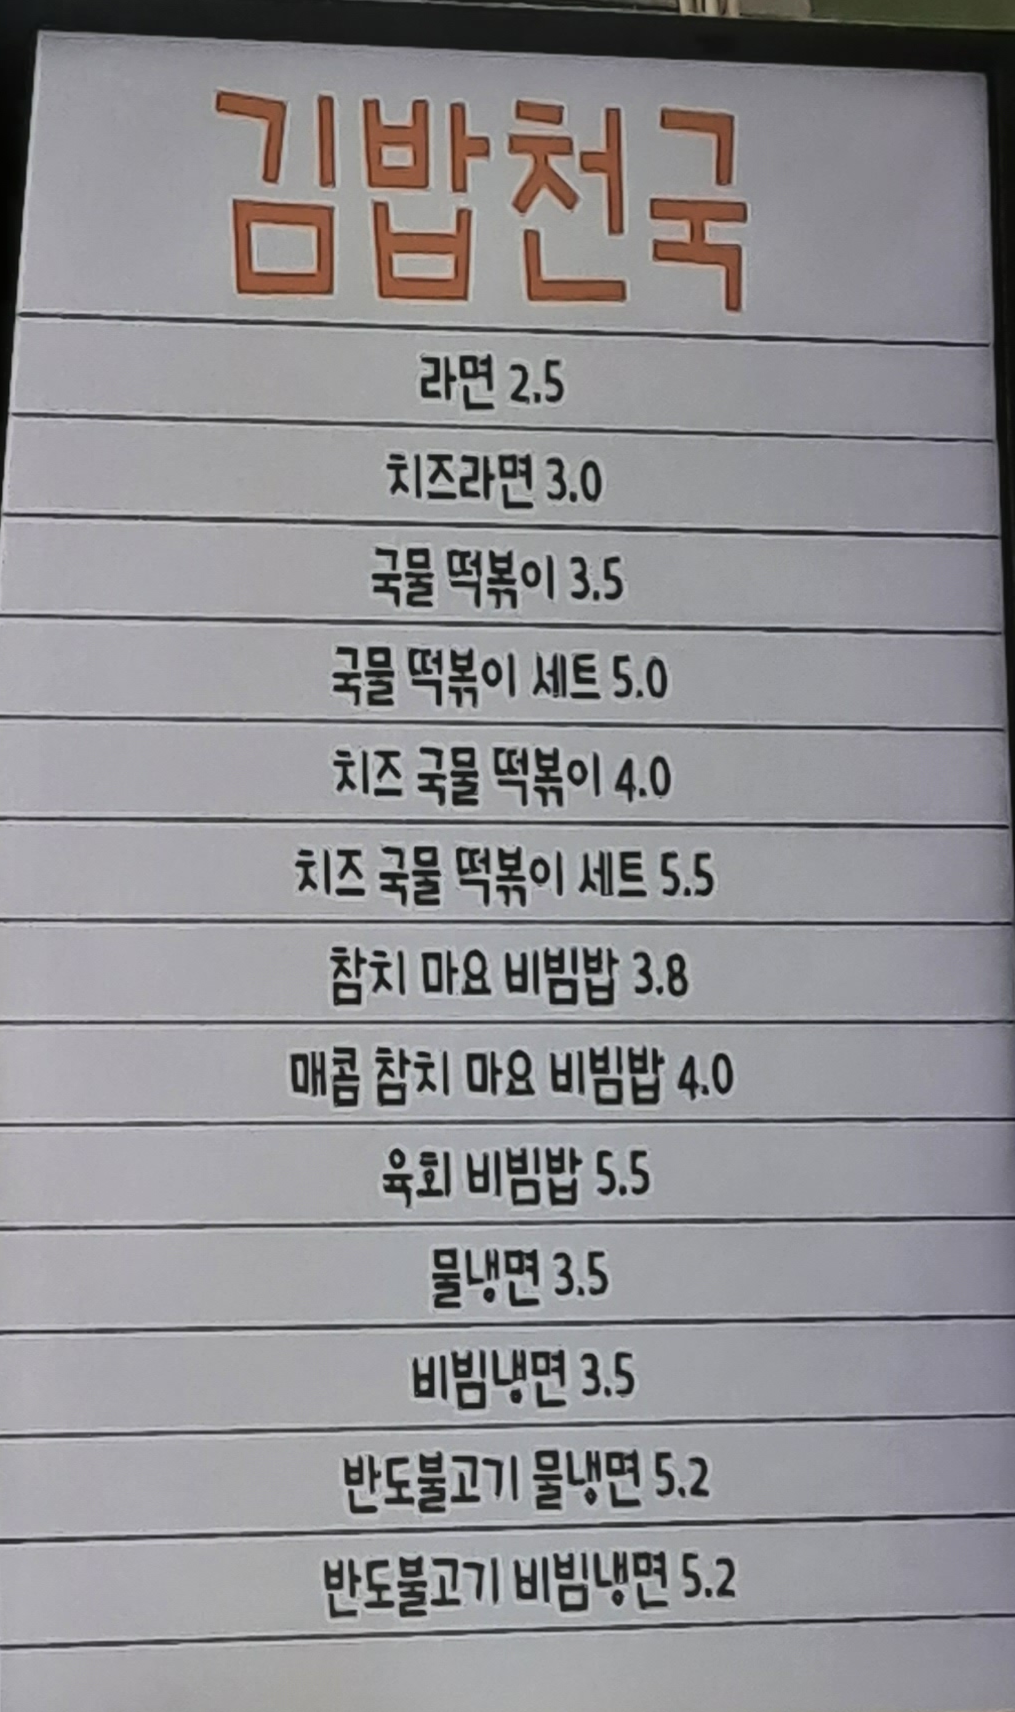 김밥천국
라면 2.5
치즈라면 3.0
국물 떡볶이 3.5
국물 떡볶이 세트 5.0
치즈 국물 떡볶이 4.0
치즈 국물 떡볶이 세트 5.5
참치 마요 비빔밥 3.8
매콤 참치 마요 비빔밥 4.0
육회 비빔밥 5.5
물냉면 3.5
비빔냉면 3.5
반도불고기 물냉면 5.2
반도불고기 비빔냉면 5.2